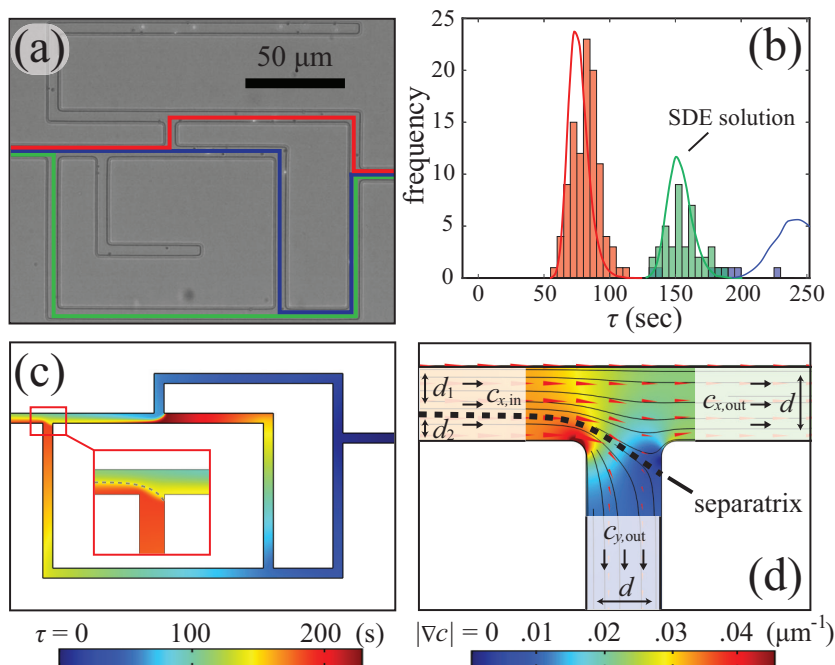 (a)
50 μm
(b)
frequency
25
20
15
10
5
0
SDE solution
0
50
100
150
200
250
τ (sec)
(c)
τ = 0
100
200
(s)
d₁
d₂
cₓ,in
cₓ,out
d
separatrix
c_y,out
d
(d)
|∇c| = 0
.01
.02
.03
.04
(μm⁻¹)